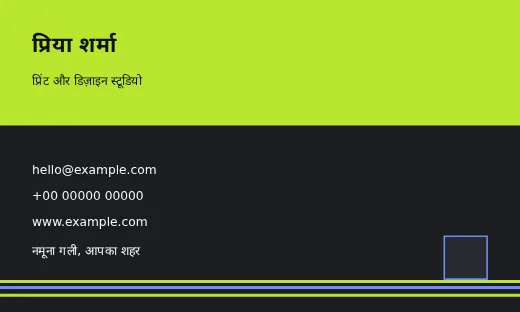 प्रिया शर्मा
प्रिंट और डिज़ाइन स्टूडियो
hello@example.com
+00 00000 00000
www.example.com
नमूना गली, आपका शहर